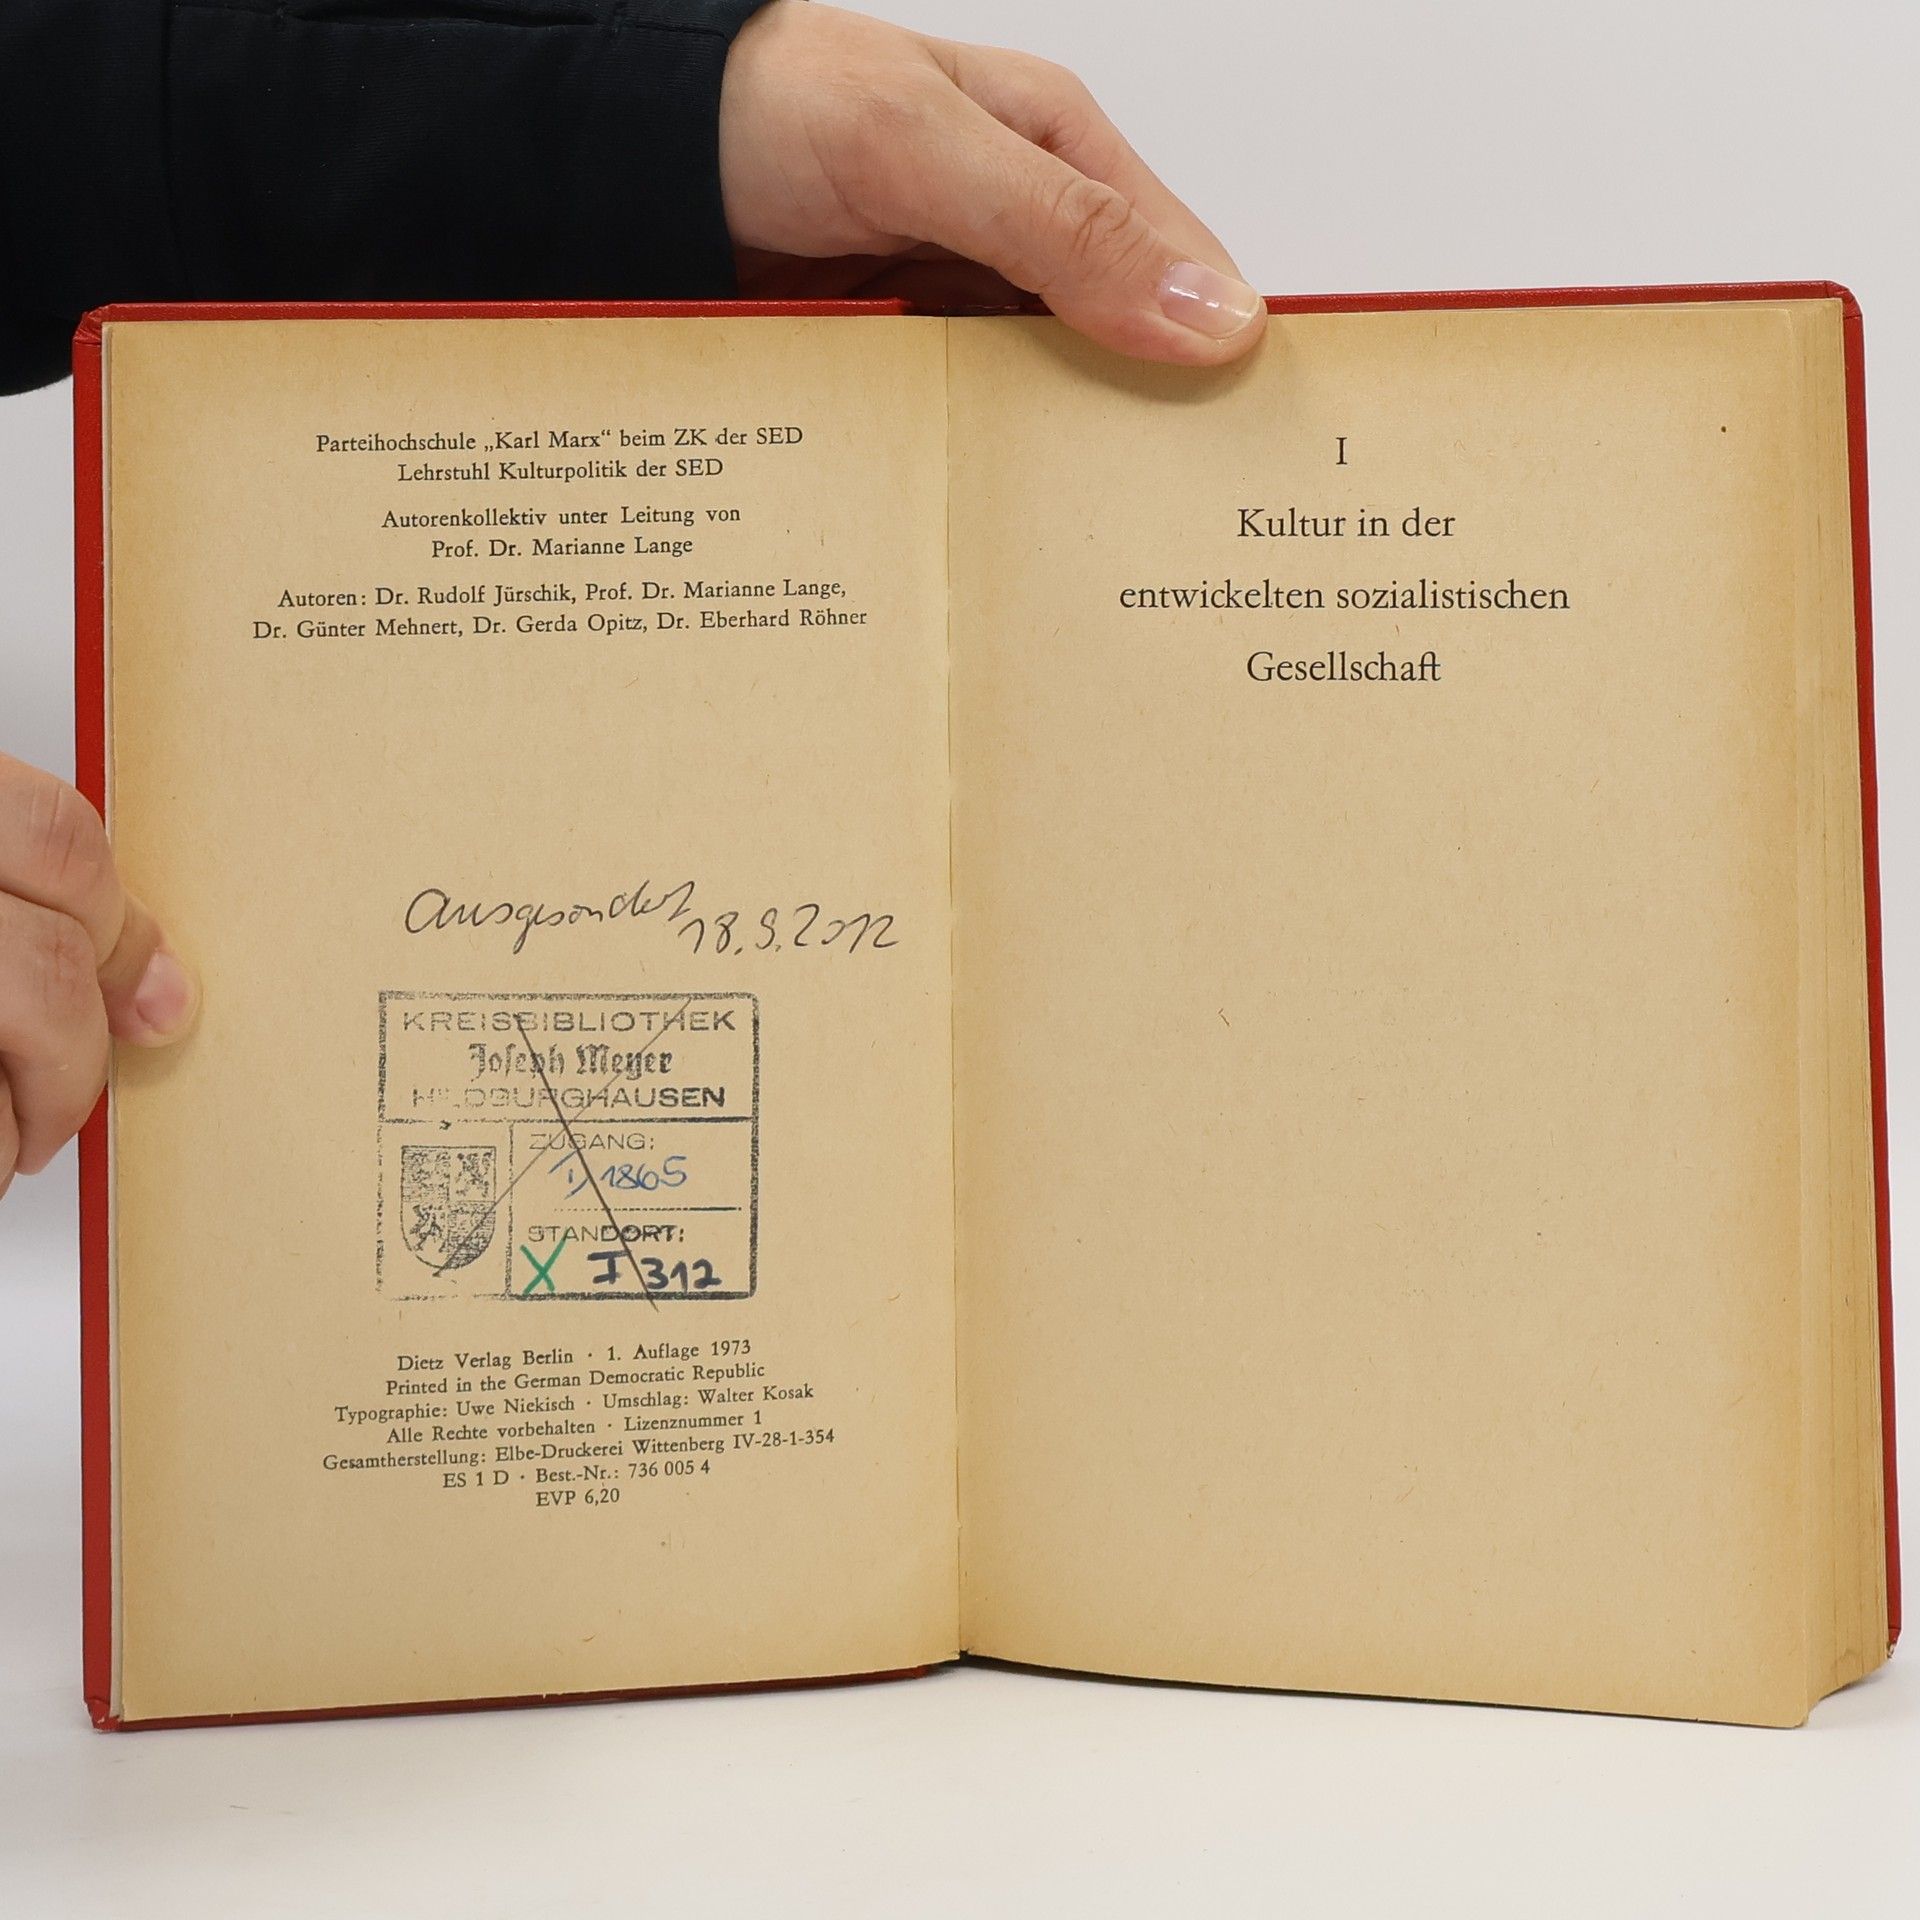 Parteihochschule „Karl Marx“ beim ZK der SED
Lehrstuhl Kulturpolitik der SED
Autorenkollektiv unter Leitung von
Prof. Dr. Marianne Lange
Autoren: Dr. Rudolf Jürschik, Prof. Dr. Marianne Lange,
Dr. Günter Mehnert, Dr. Gerda Opitz, Dr. Eberhard Röhner
Ausgesondert
18.9.2012
KREISBIBLIOTHEK
Joseph Meyer
HILDBURGHAUSEN
ZUGANG:
1865
STANDORT:
X I 312
Dietz Verlag Berlin · 1. Auflage 1973
Printed in the German Democratic Republic
Typographie: Uwe Niekisch · Umschlag: Walter Kosak
Alle Rechte vorbehalten · Lizenznummer 1
Gesamtherstellung: Elbe-Druckerei Wittenberg IV-28-1-354
ES 1 D · Best.-Nr.: 736 005 4
EVP 6,20
I
Kultur in der
entwickelten sozialistischen
Gesellschaft